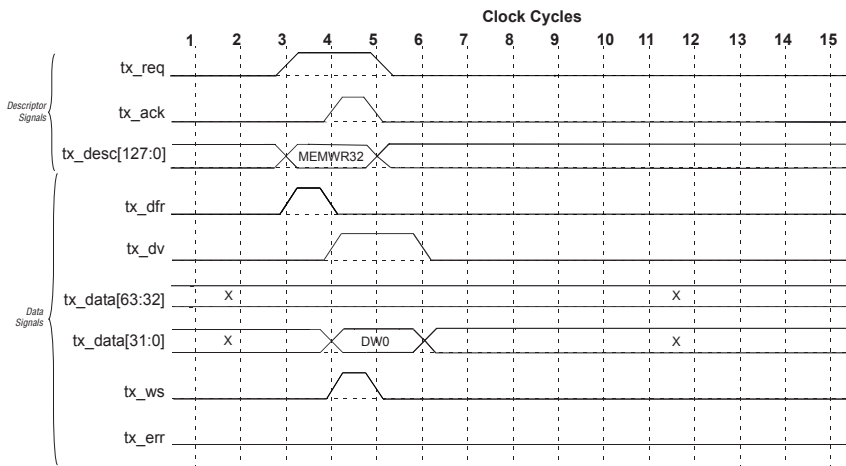 Clock Cycles
1 2 3 4 5 6 7 8 9 10 11 12 13 14 15
Descriptor
Signals
tx_req
tx_ack
tx_desc[127:0] MEMWR32
Data
Signals
tx_dfr
tx_dv
tx_data[63:32] X X
tx_data[31:0] X DW0 X
tx_ws
tx_err